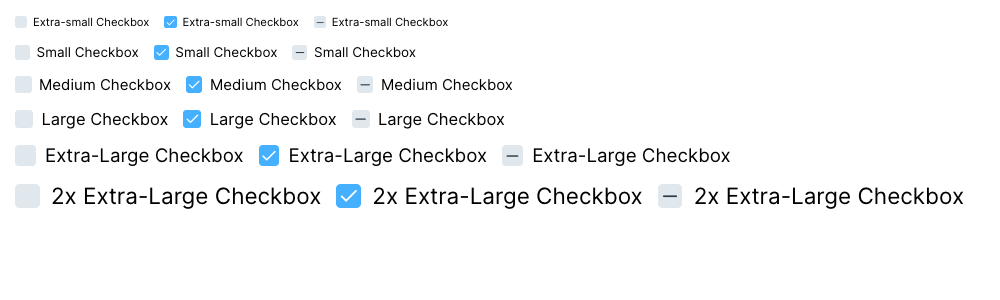 Extra-small Checkbox Extra-small Checkbox Extra-small Checkbox
Small Checkbox Small Checkbox Small Checkbox
Medium Checkbox Medium Checkbox Medium Checkbox
Large Checkbox Large Checkbox Large Checkbox
Extra-Large Checkbox Extra-Large Checkbox Extra-Large Checkbox
2x Extra-Large Checkbox 2x Extra-Large Checkbox 2x Extra-Large Checkbox